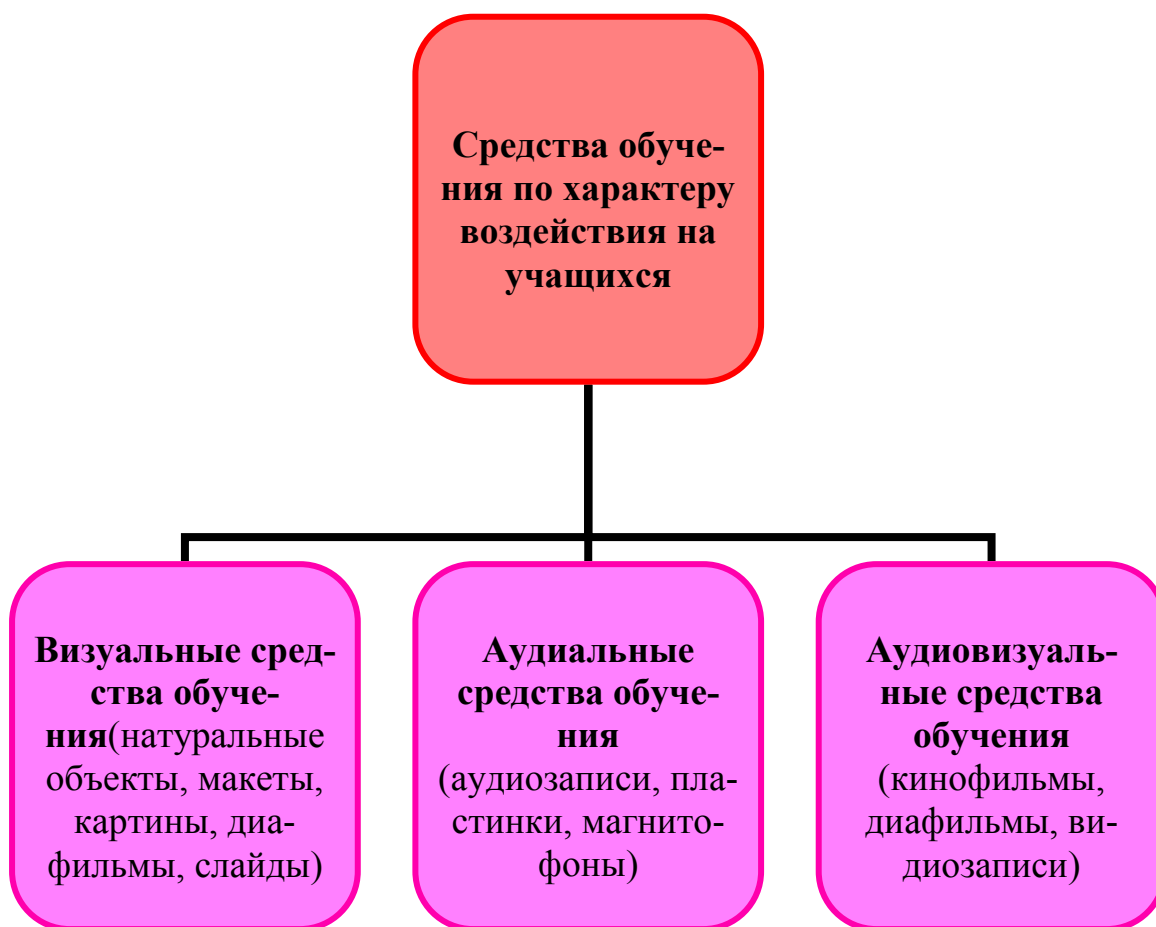 Средства обуче-
ния по характеру
воздействия на
учащихся
Визуальные сред-
ства обуче-
ния(натуральные
объекты, макеты,
картины, диа-
фильмы, слайды)
Аудиальные
средства обуче-
ния
(аудиозаписи, пла-
стинки, магнито-
фоны)
Аудиовизуаль-
ные средства
обучения
(кинофильмы,
диафильмы, ви-
диозаписи)